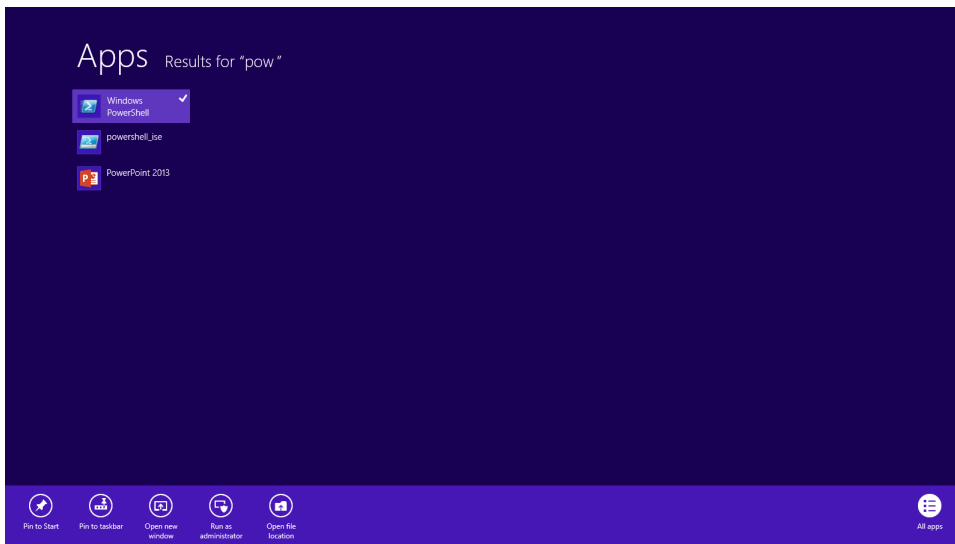 Apps Results for “pow”
Windows
PowerShell
powershell_ise
PowerPoint 2013
Pin to Start
Pin to taskbar
Open new
window
Run as
administrator
Open file
location
All apps